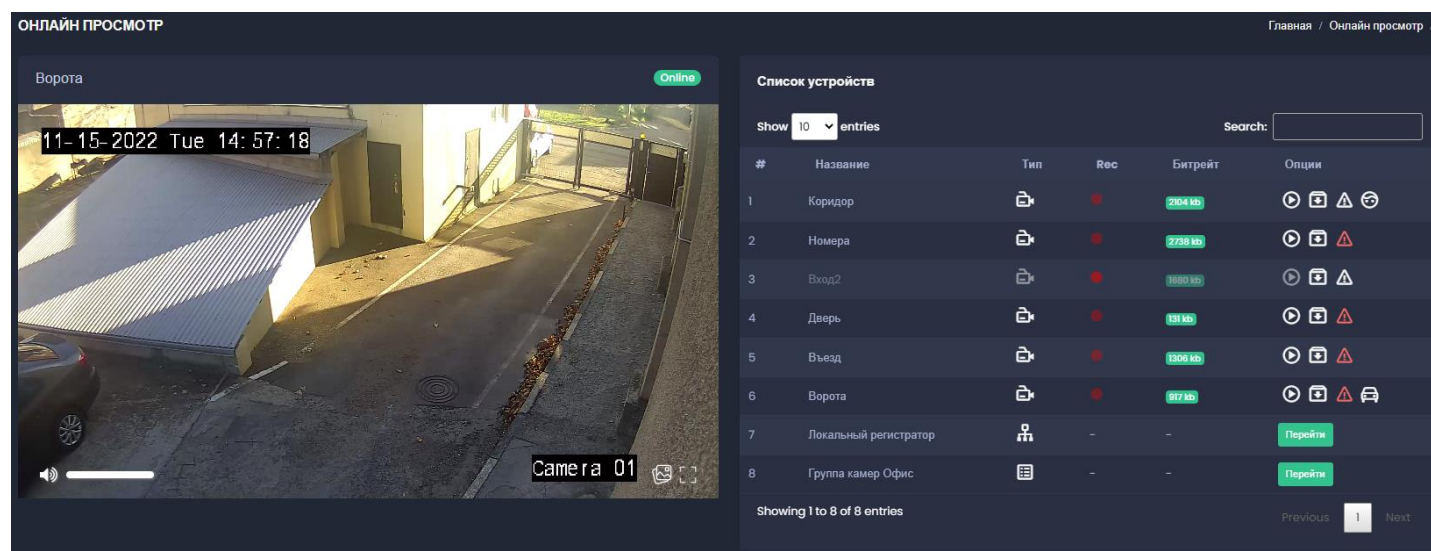 ОНЛАЙН ПРОСМОТР
Главная / Онлайн просмотр /
Ворота
Online
11-15-2022 Tue 14:57:18
Camera 01
Список устройств
Show 10 entries
Search:
# Название Тип Rec Битрейт Опции
1 Коридор 2104 kb
2 Номера 2738 kb
3 Вход2 1680 kb
4 Дверь 131 kb
5 Въезд 1306 kb
6 Ворота 917 kb
7 Локальный регистратор - - Перейти
8 Группа камер Офис - - Перейти
Showing 1 to 8 of 8 entries
Previous 1 Next